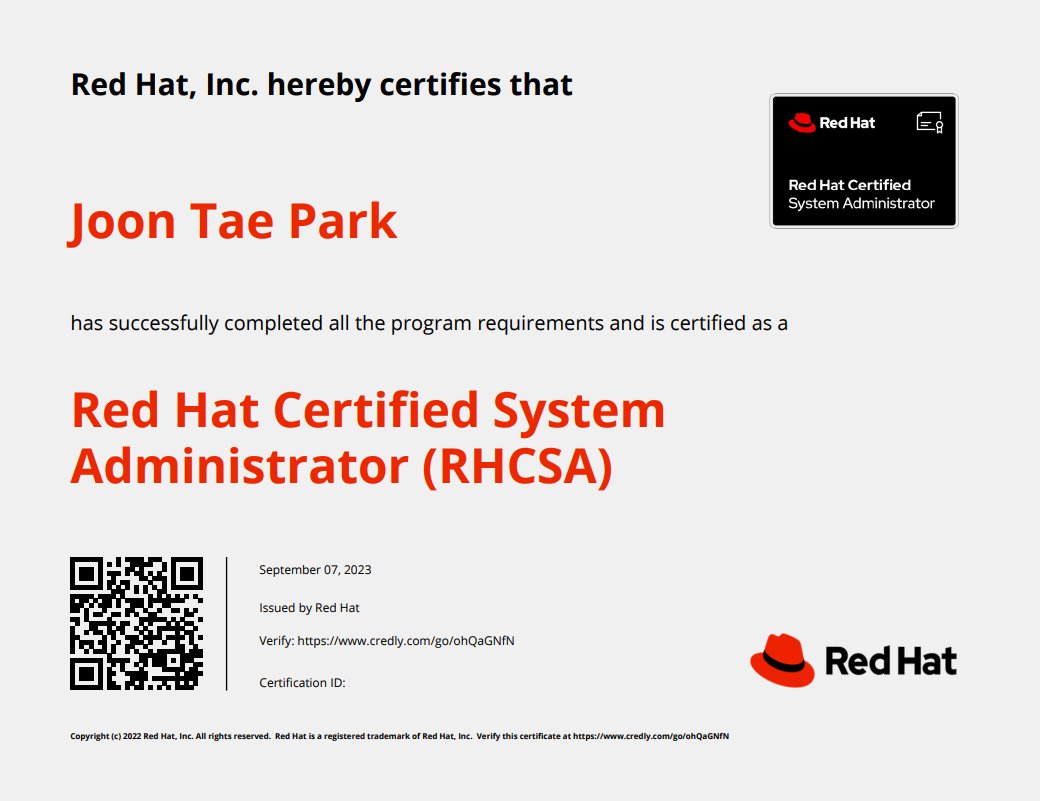 Red Hat, Inc. hereby certifies that
Red Hat
Red Hat Certified
System Administrator
Joon Tae Park
has successfully completed all the program requirements and is certified as a
Red Hat Certified System
Administrator (RHCSA)
September 07, 2023
Issued by Red Hat
Verify: https://www.credly.com/go/ohQaGNfN
Certification ID:
Red Hat
Copyright (c) 2022 Red Hat, Inc. All rights reserved. Red Hat is a registered trademark of Red Hat, Inc. Verify this certificate at https://www.credly.com/go/ohQaGNfN